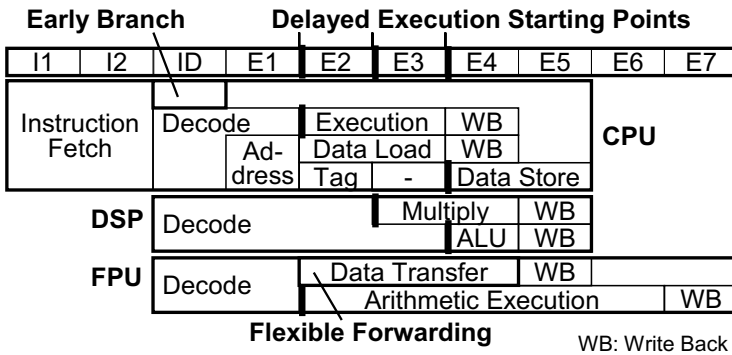 Early Branch Delayed Execution Starting Points
I1 I2 ID E1 E2 E3 E4 E5 E6 E7
Instruction Fetch Decode Execution WB CPU
Ad-dress Data Load WB
Tag - Data Store
DSP Decode Multiply WB
ALU WB
FPU Decode Data Transfer WB
Arithmetic Execution WB
Flexible Forwarding WB: Write Back